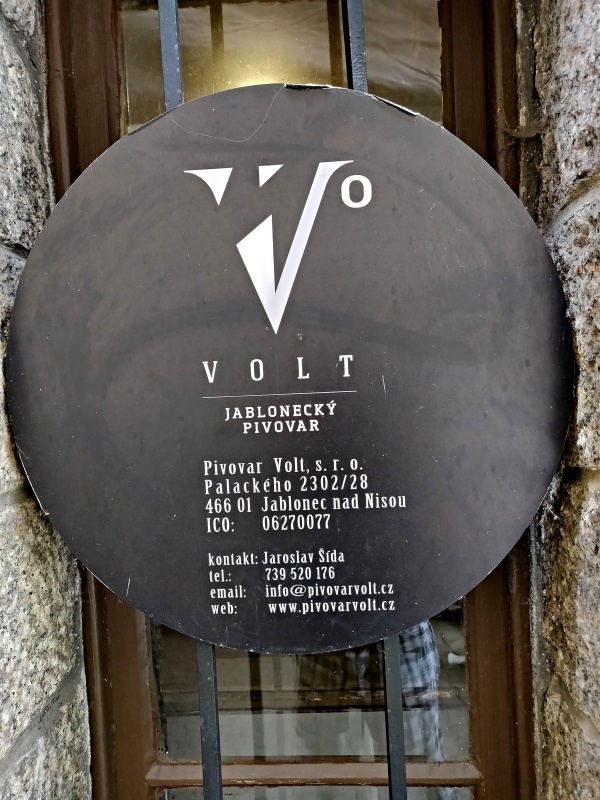 V°
VOLT
JABLONECKÝ
PIVOVAR
Pivovar Volt, s. r. o.
Palackého 2302/28
466 01 Jablonec nad Nisou
ICO: 06270077
kontakt: Jaroslav Šída
tel.: 739 520 176
email: info@pivovarvolt.cz
web: www.pivovarvolt.cz